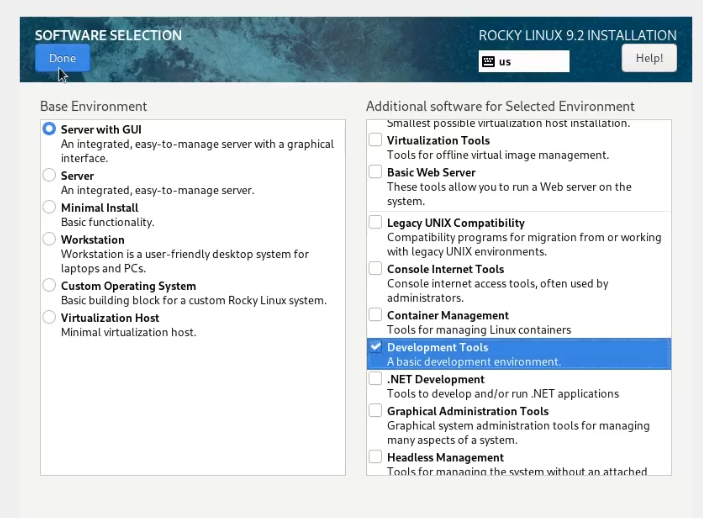 SOFTWARE SELECTION
ROCKY LINUX 9.2 INSTALLATION
Done
us
Help!
Base Environment
Server with GUI
An integrated, easy-to-manage server with a graphical
interface.
Server
An integrated, easy-to-manage server.
Minimal Install
Basic functionality.
Workstation
Workstation is a user-friendly desktop system for
laptops and PCs.
Custom Operating System
Basic building block for a custom Rocky Linux system.
Virtualization Host
Minimal virtualization host.
Additional software for Selected Environment
Smallest possible virtualization host installation.
Virtualization Tools
Tools for offline virtual image management.
Basic Web Server
These tools allow you to run a Web server on the
system.
Legacy UNIX Compatibility
Compatibility programs for migration from or working
with legacy UNIX environments.
Console Internet Tools
Console internet access tools, often used by
administrators.
Container Management
Tools for managing Linux containers
Development Tools
A basic development environment.
.NET Development
Tools to develop and/or run .NET applications
Graphical Administration Tools
Graphical system administration tools for managing
many aspects of a system.
Headless Management
Tools for managing the system without an attached